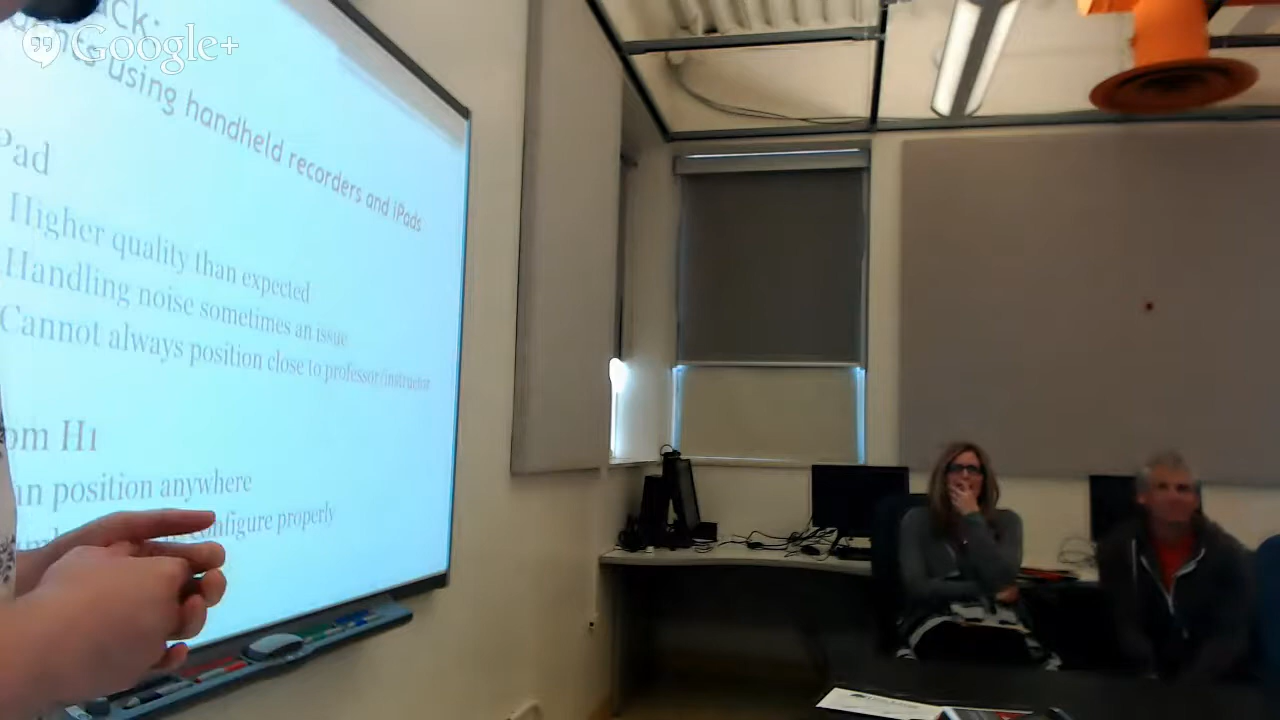 Google+
using handheld recorders and iPads
Pad
Higher quality than expected
Handling noise sometimes an issue
Cannot always position close to professor/instructor
om H1
n position anywhere
configure properly